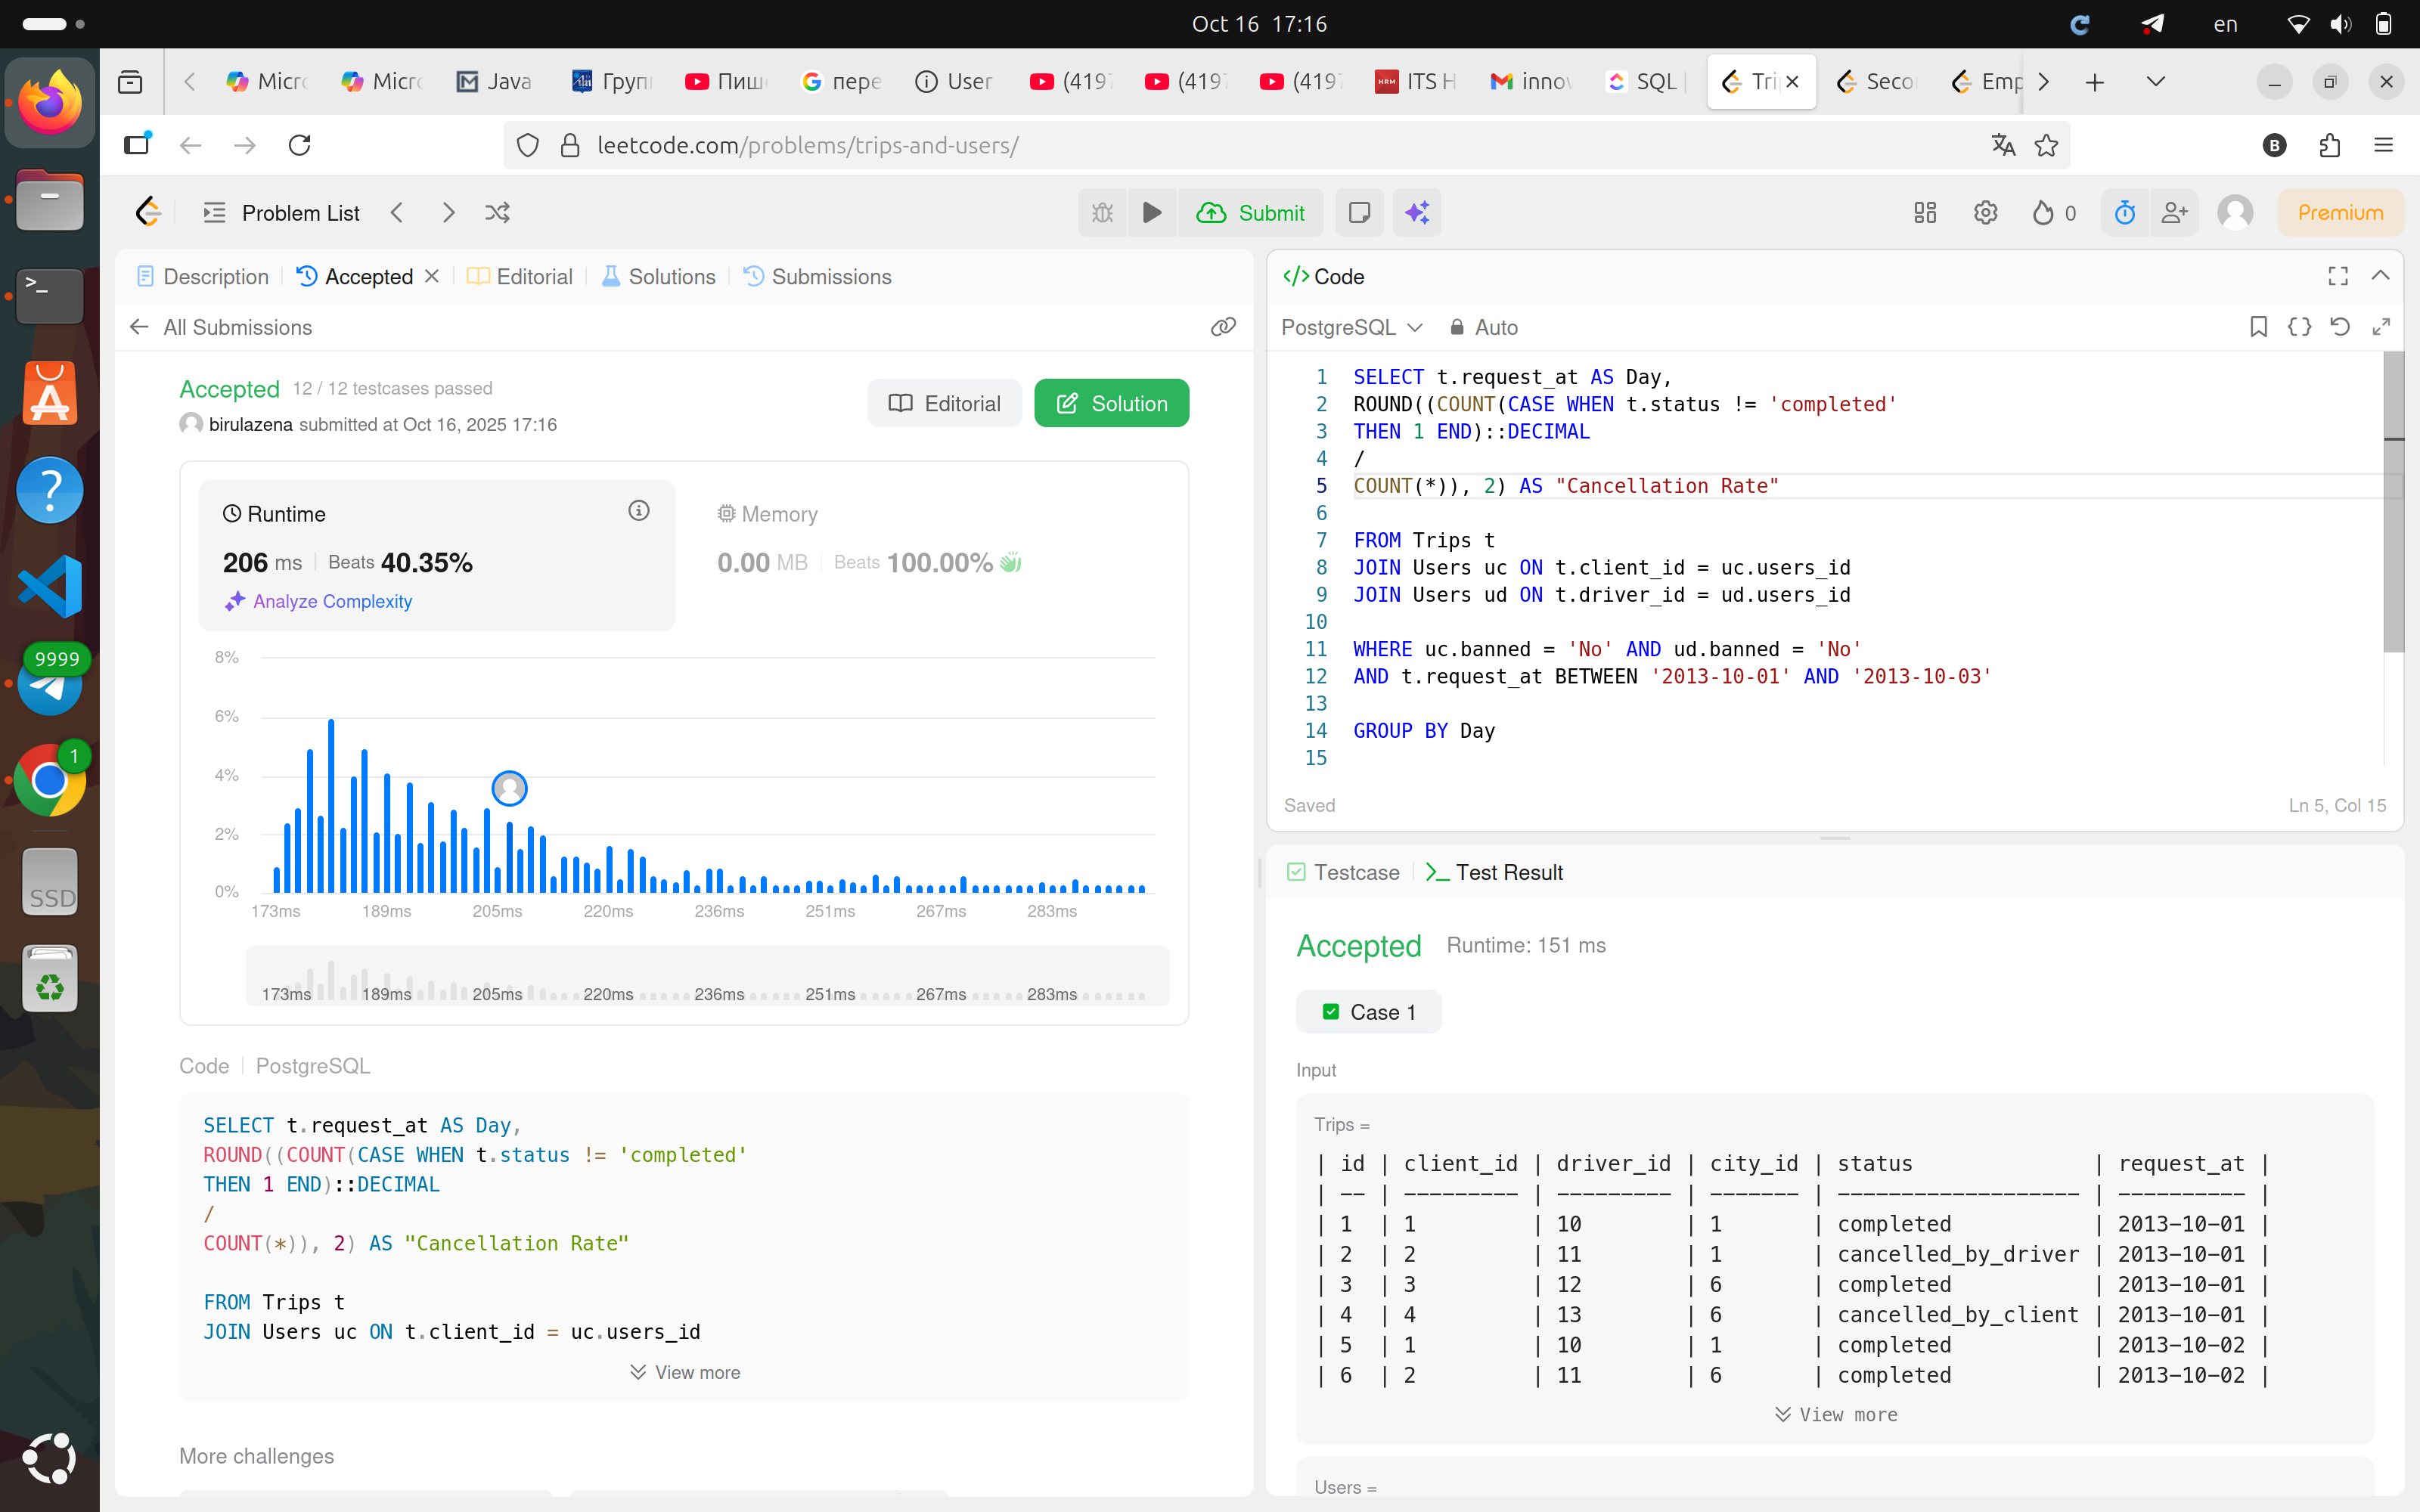 Oct 16 17:16
en
Micro
Micro
Java
Групп
Пиш
пере
User
(419
(419
(419
ITS H
innov
SQL
Tri
Seco
Emp
leetcode.com/problems/trips-and-users/
B
Problem List
Submit
0
Premium
Description
Accepted
Editorial
Solutions
Submissions
All Submissions
Accepted 12 / 12 testcases passed
birulazena submitted at Oct 16, 2025 17:16
Editorial
Solution
Runtime
206 ms Beats 40.35%
Analyze Complexity
Memory
0.00 MB Beats 100.00%
8%
6%
4%
2%
0%
173ms 189ms 205ms 220ms 236ms 251ms 267ms 283ms
173ms 189ms 205ms 220ms 236ms 251ms 267ms 283ms
Code PostgreSQL
SELECT t.request_at AS Day,
ROUND((COUNT(CASE WHEN t.status != 'completed'
THEN 1 END)::DECIMAL
/
COUNT(*)), 2) AS "Cancellation Rate"
FROM Trips t
JOIN Users uc ON t.client_id = uc.users_id
View more
More challenges
</> Code
PostgreSQL
Auto
1 SELECT t.request_at AS Day,
2 ROUND((COUNT(CASE WHEN t.status != 'completed'
3 THEN 1 END)::DECIMAL
4 /
5 COUNT(*)), 2) AS "Cancellation Rate"
6
7 FROM Trips t
8 JOIN Users uc ON t.client_id = uc.users_id
9 JOIN Users ud ON t.driver_id = ud.users_id
10
11 WHERE uc.banned = 'No' AND ud.banned = 'No'
12 AND t.request_at BETWEEN '2013-10-01' AND '2013-10-03'
13
14 GROUP BY Day
15
Saved
Ln 5, Col 15
Testcase
Test Result
Accepted Runtime: 151 ms
Case 1
Input
Trips =
| id | client_id | driver_id | city_id | status | request_at |
| -- | --------- | --------- | ------- | ------------------- | ---------- |
| 1 | 1 | 10 | 1 | completed | 2013-10-01 |
| 2 | 2 | 11 | 1 | cancelled_by_driver | 2013-10-01 |
| 3 | 3 | 12 | 6 | completed | 2013-10-01 |
| 4 | 4 | 13 | 6 | cancelled_by_client | 2013-10-01 |
| 5 | 1 | 10 | 1 | completed | 2013-10-02 |
| 6 | 2 | 11 | 6 | completed | 2013-10-02 |
View more
Users =
9999
1
SSD